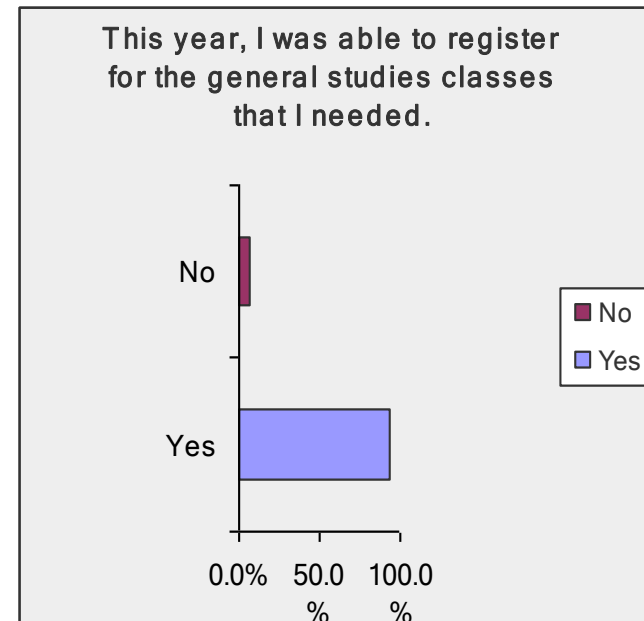 This year, I was able to register
for the general studies classes
that I needed.
No
No
Yes
Yes
0.0% 50.0 100.0
% %